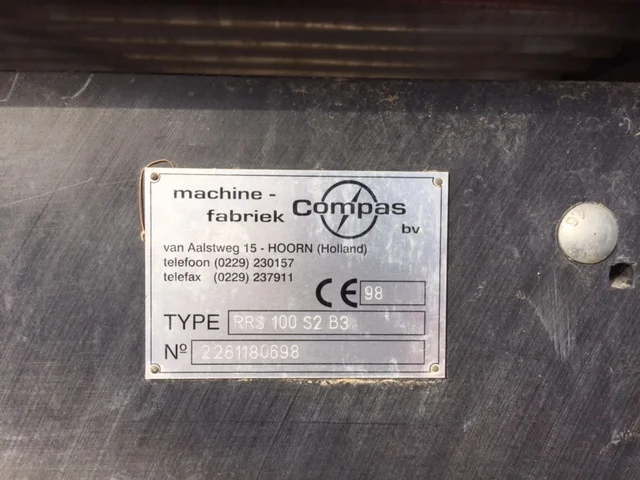 machine-
fabriek Compas
bv
van Aalstweg 15 - HOORN (Holland)
telefoon (0229) 230157
telefax (0229) 237911
CE 98
TYPE RRS 100 S2 B3
Nº 2261180698